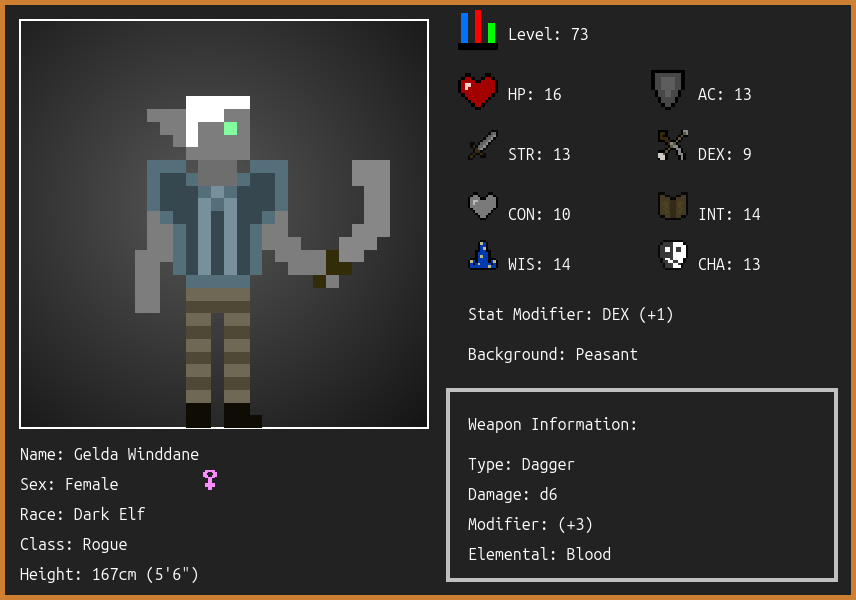 Level: 73
HP: 16
AC: 13
STR: 13
DEX: 9
CON: 10
INT: 14
WIS: 14
CHA: 13
Stat Modifier: DEX (+1)
Background: Peasant
Name: Gelda Winddane
Sex: Female
Race: Dark Elf
Class: Rogue
Height: 167cm (5'6")
Weapon Information:
Type: Dagger
Damage: d6
Modifier: (+3)
Elemental: Blood